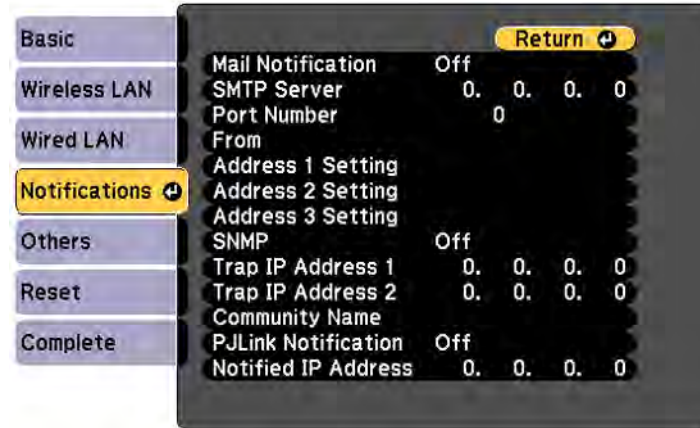 Basic
Wireless LAN
Wired LAN
Notifications
Others
Reset
Complete
Return
Mail Notification Off
SMTP Server 0. 0. 0. 0
Port Number 0
From
Address 1 Setting
Address 2 Setting
Address 3 Setting
SNMP Off
Trap IP Address 1 0. 0. 0. 0
Trap IP Address 2 0. 0. 0. 0
Community Name
PJLink Notification Off
Notified IP Address 0. 0. 0. 0